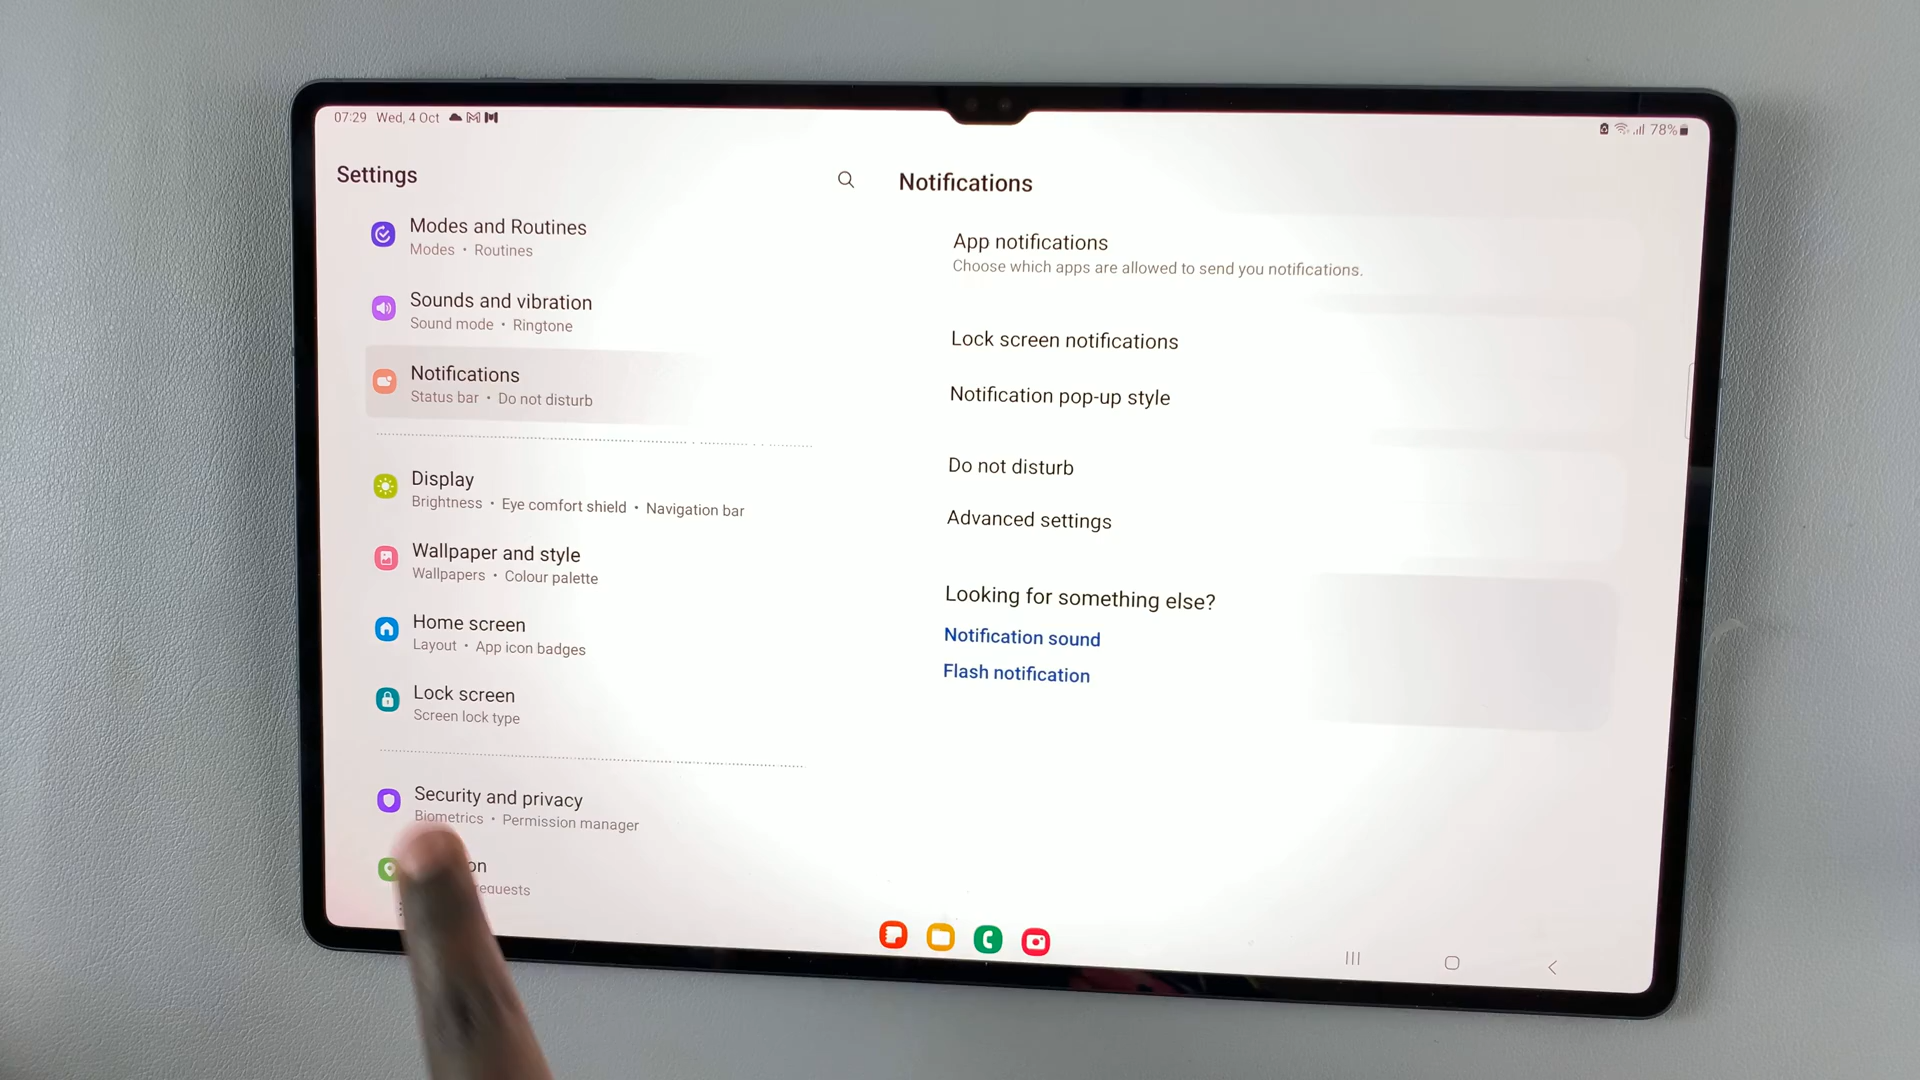 07:29 Wed, 4 Oct
78%
Settings
Modes and Routines
Modes • Routines
Sounds and vibration
Sound mode • Ringtone
Notifications
Status bar • Do not disturb
Display
Brightness • Eye comfort shield • Navigation bar
Wallpaper and style
Wallpapers • Colour palette
Home screen
Layout • App icon badges
Lock screen
Screen lock type
Security and privacy
Biometrics • Permission manager
Notifications
App notifications
Choose which apps are allowed to send you notifications.
Lock screen notifications
Notification pop-up style
Do not disturb
Advanced settings
Looking for something else?
Notification sound
Flash notification